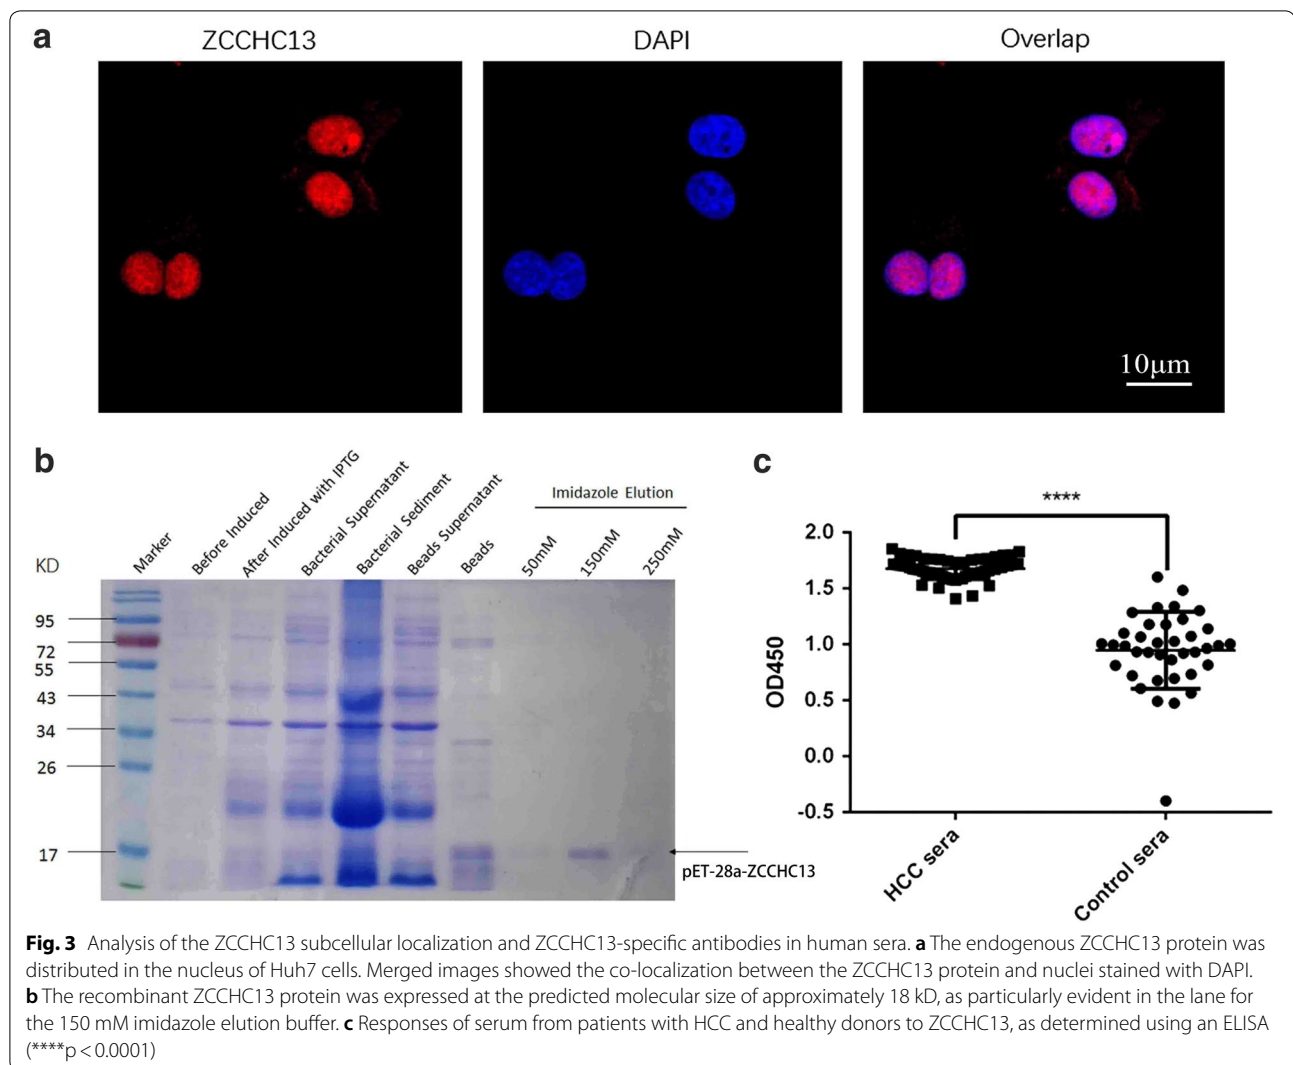 a
ZCCHC13 DAPI Overlap
10μm
b
KD
Marker
Before Induced
After Induced with IPTG
Bacterial Supernatant
Bacterial Sediment
Beads Supernatant
Beads
Imidazole Elution
50mM
150mM
250mM
95
72
55
43
34
26
17
pET-28a-ZCCHC13
c
****
OD450
2.0
1.5
1.0
0.5
0.0
-0.5
HCC sera
Control sera
Fig. 3 Analysis of the ZCCHC13 subcellular localization and ZCCHC13-specific antibodies in human sera. a The endogenous ZCCHC13 protein was
distributed in the nucleus of Huh7 cells. Merged images showed the co-localization between the ZCCHC13 protein and nuclei stained with DAPI.
b The recombinant ZCCHC13 protein was expressed at the predicted molecular size of approximately 18 kD, as particularly evident in the lane for
the 150 mM imidazole elution buffer. c Responses of serum from patients with HCC and healthy donors to ZCCHC13, as determined using an ELISA
(****p < 0.0001)